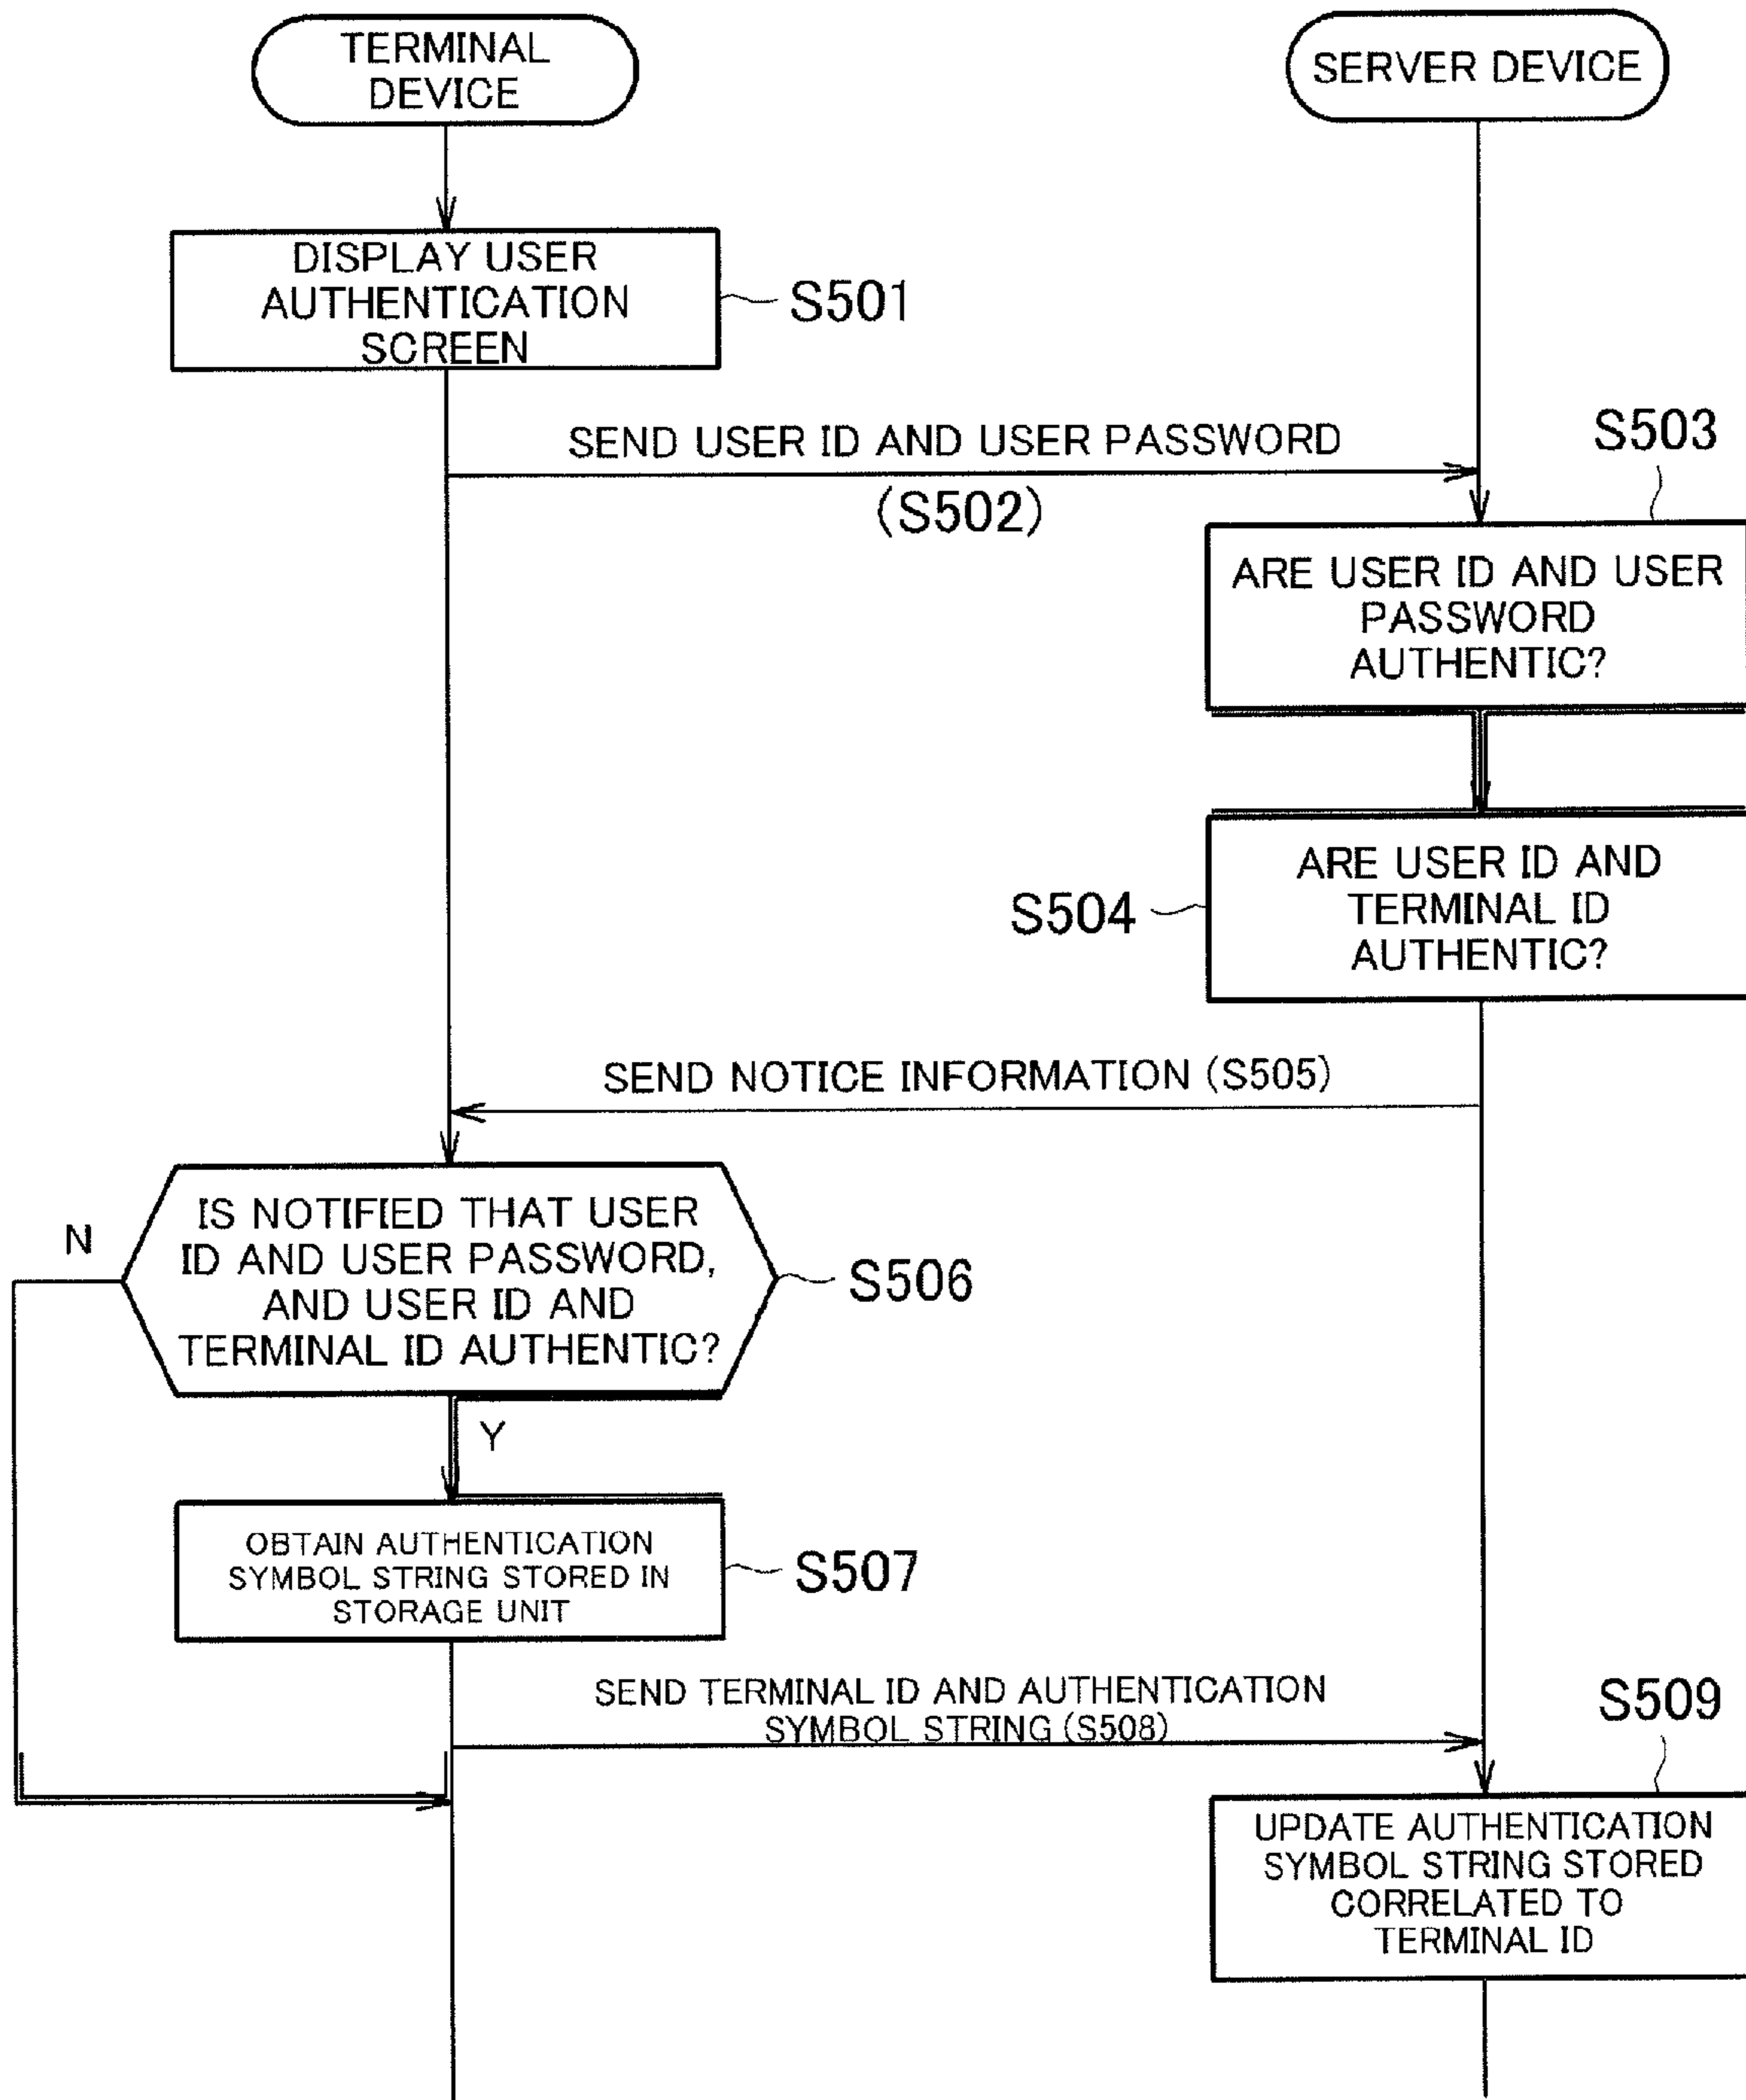 TERMINAL
DEVICE
SERVER DEVICE
DISPLAY USER
AUTHENTICATION
SCREEN
S501
SEND USER ID AND USER PASSWORD
(S502)
S503
ARE USER ID AND USER
PASSWORD
AUTHENTIC?
S504
ARE USER ID AND
TERMINAL ID
AUTHENTIC?
SEND NOTICE INFORMATION (S505)
N
IS NOTIFIED THAT USER
ID AND USER PASSWORD,
AND USER ID AND
TERMINAL ID AUTHENTIC?
S506
Y
OBTAIN AUTHENTICATION
SYMBOL STRING STORED IN
STORAGE UNIT
S507
SEND TERMINAL ID AND AUTHENTICATION
SYMBOL STRING (S508)
S509
UPDATE AUTHENTICATION
SYMBOL STRING STORED
CORRELATED TO
TERMINAL ID